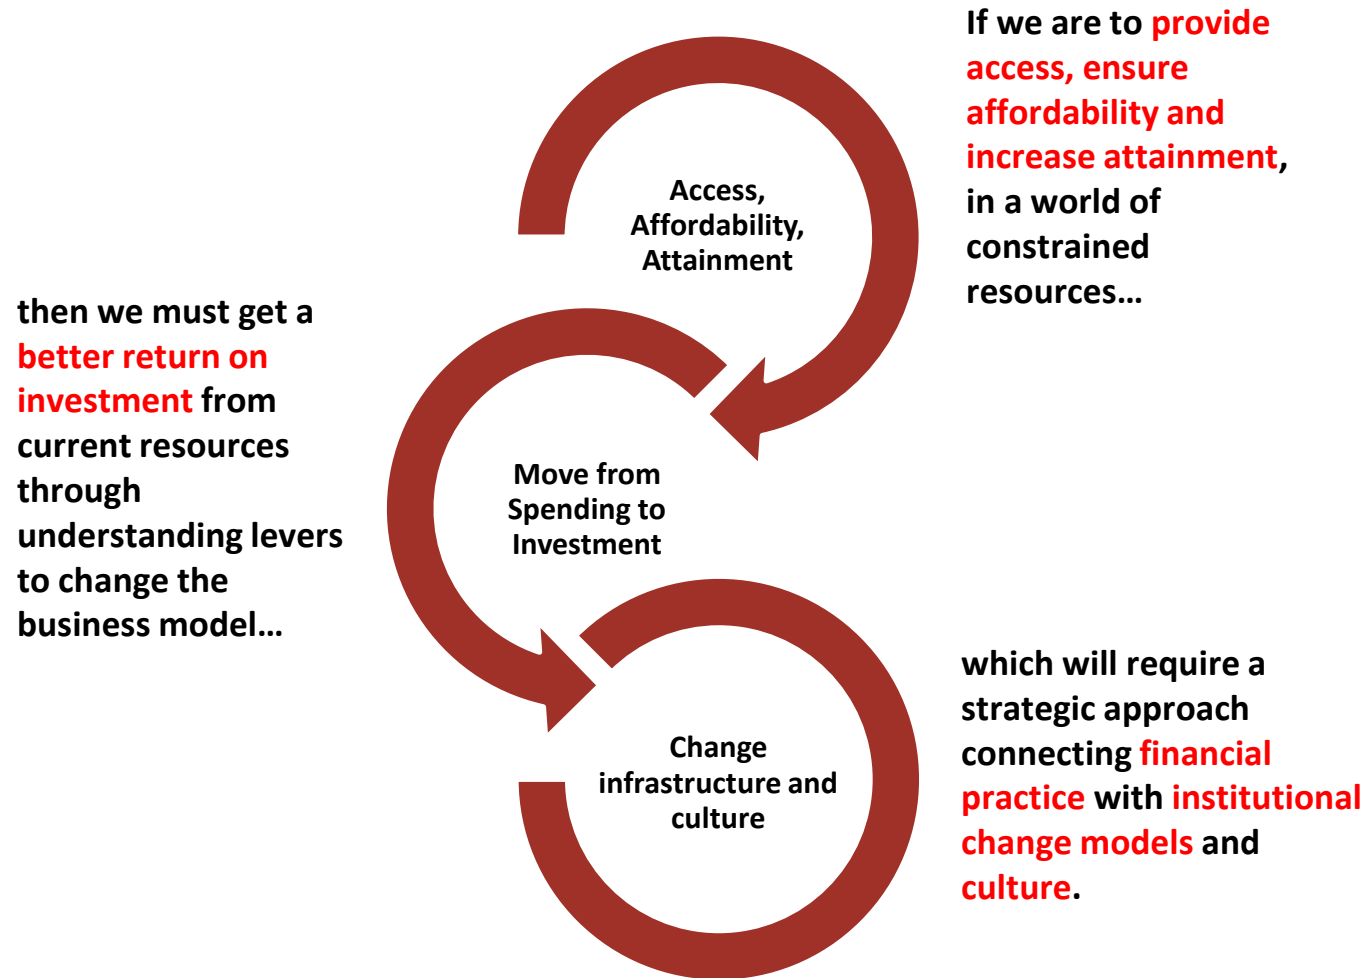 If we are to provide
access, ensure
affordability and
increase attainment,
in a world of
constrained
resources…
Access,
Affordability,
Attainment
then we must get a
better return on
investment from
current resources
through
understanding levers
to change the
business model…
Move from
Spending to
Investment
which will require a
strategic approach
connecting financial
practice with institutional
change models and
culture.
Change
infrastructure and
culture